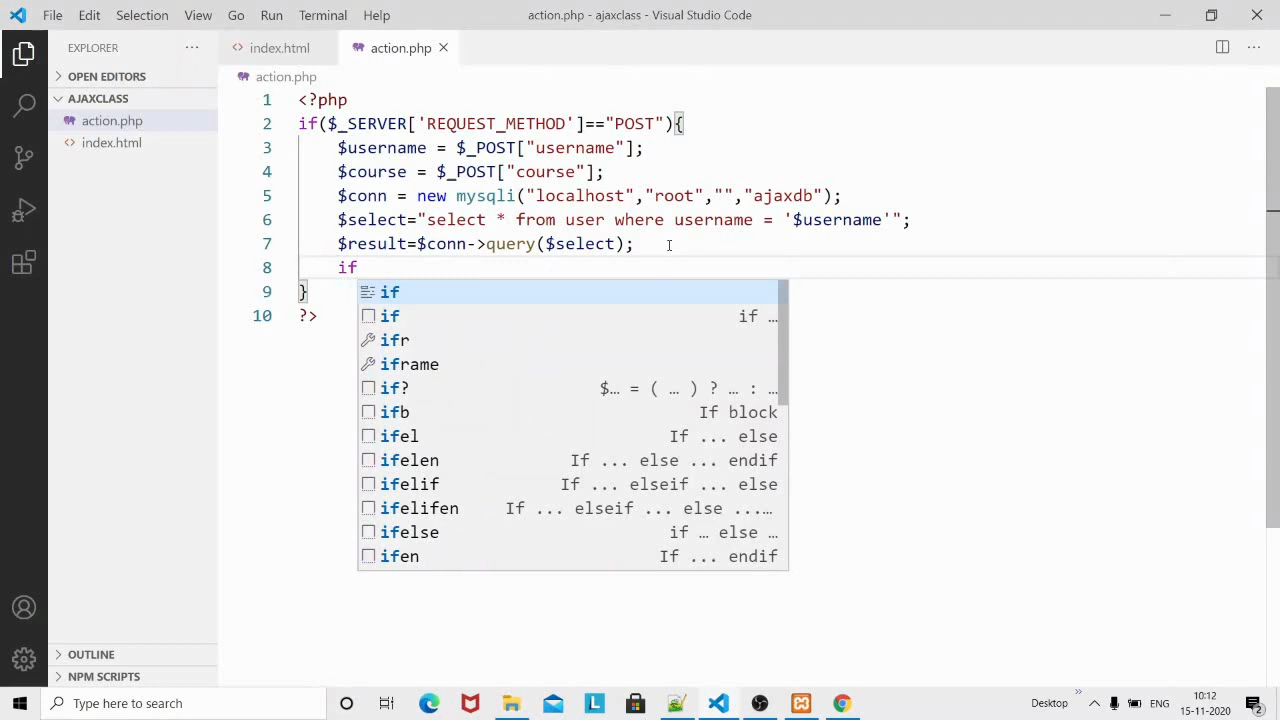 File Edit Selection View Go Run Terminal Help action.php - ajaxclass - Visual Studio Code
EXPLORER ...
index.html action.php
OPEN EDITORS
action.php
AJAXCLASS
action.php
index.html
1 <?php
2 if($_SERVER['REQUEST_METHOD']=="POST"){
3 $username = $_POST["username"];
4 $course = $_POST["course"];
5 $conn = new mysqli("localhost","root","","ajaxdb");
6 $select="select * from user where username = '$username'";
7 $result=$conn->query($select);
8 if
9 }
10 ?>
if
if if …
ifr
iframe
if? $… = ( … ) ? … : …
ifb If block
ifel If ... else
ifelen If ... else ... endif
ifelif If ... elseif ... else
ifelifen If ... elseif ... else ...…
ifelse if … else …
ifen If ... endif
OUTLINE
NPM SCRIPTS
Type here to search
Desktop » ENG 10:12
15-11-2020 2